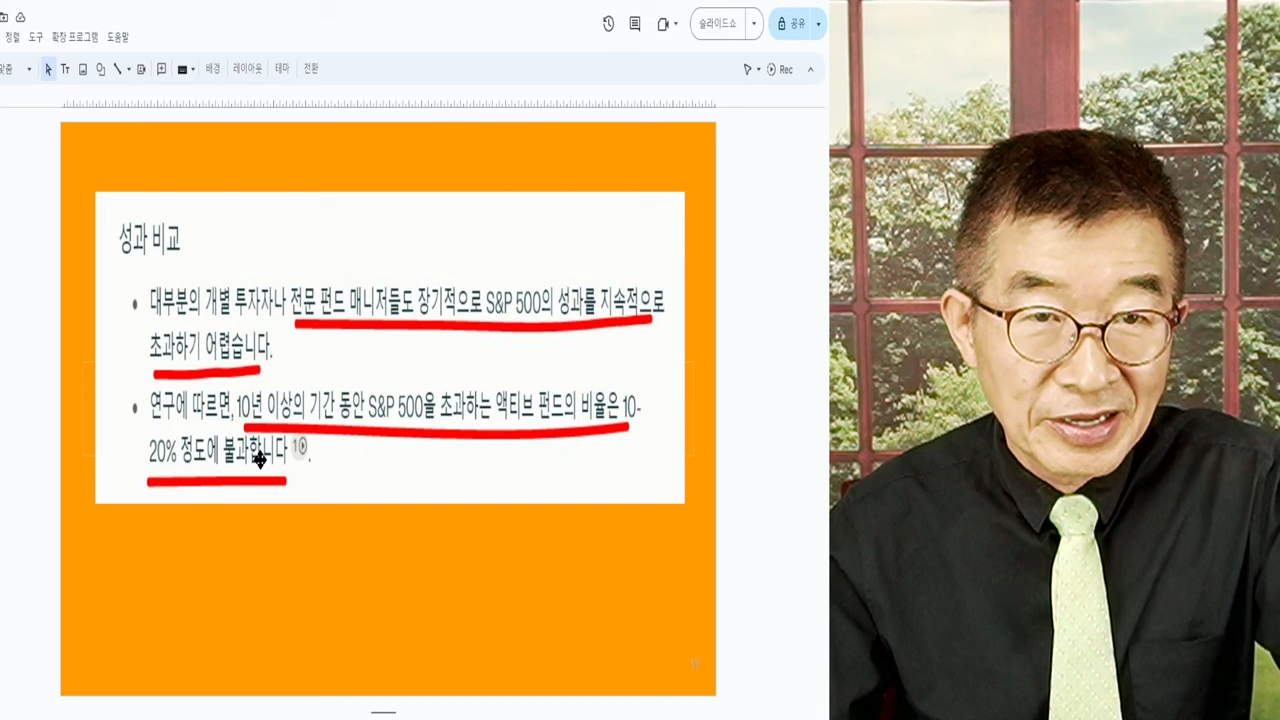 정렬 도구 확장 프로그램 도움말
슬라이드쇼
공유
맞춤
Tт
배경
레이아웃
테마
전환
Rec
성과 비교
• 대부분의 개별 투자자나 전문 펀드 매니저들도 장기적으로 S&P 500의 성과를 지속적으로
초과하기 어렵습니다.
• 연구에 따르면, 10년 이상의 기간 동안 S&P 500을 초과하는 액티브 펀드의 비율은 10-
20% 정도에 불과합니다 1.
17